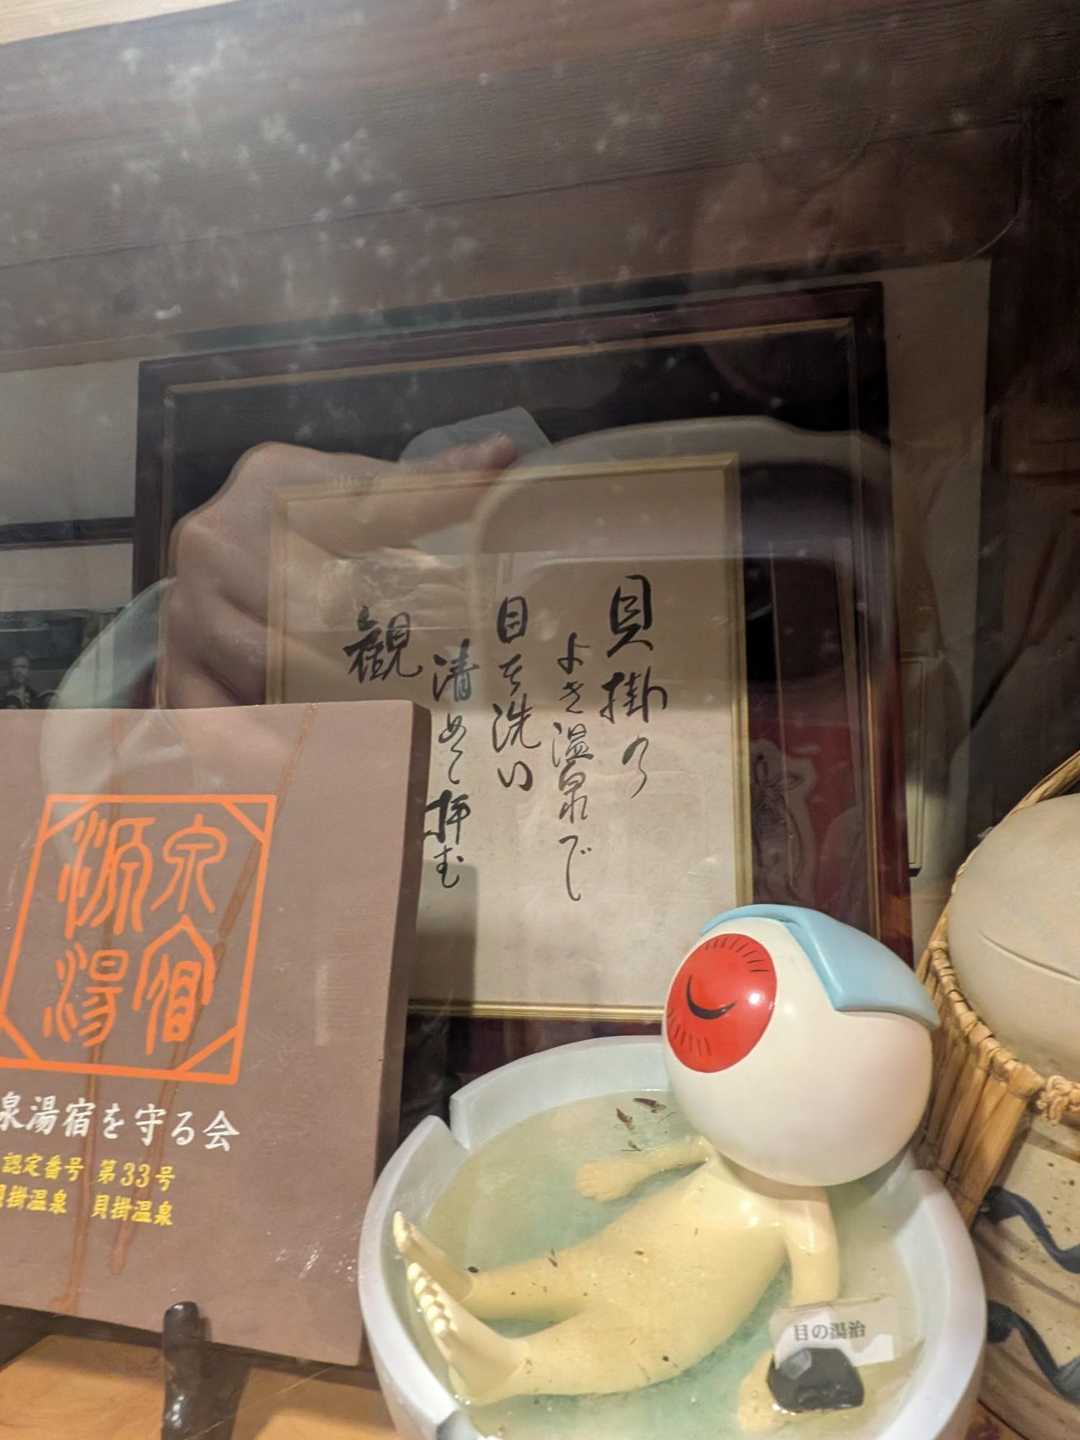 貝掛の
よき温泉で
目を洗い
清めて拝む
観
源泉
湯宿
泉湯宿を守る会
認定番号 第33号
貝掛温泉 貝掛温泉
目の湯治